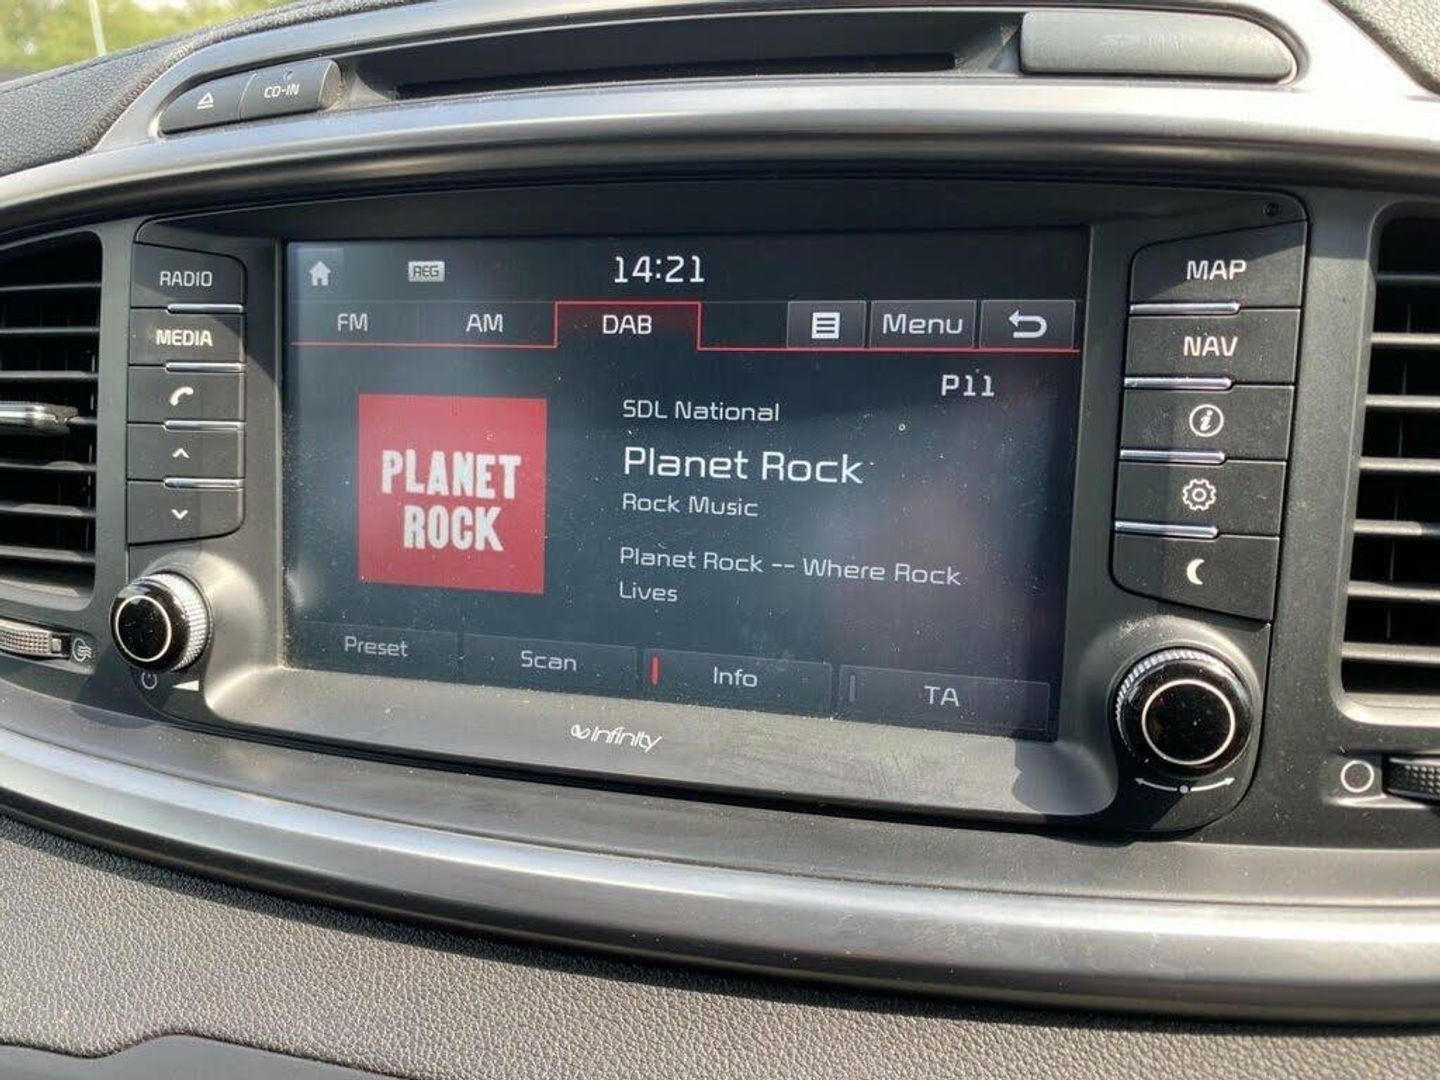 CD-IN
RADIO
MEDIA
REG
14:21
FM AM DAB Menu
P11
PLANET
ROCK
SDL National
Planet Rock
Rock Music
Planet Rock -- Where Rock
Lives
Preset Scan Info TA
infinity
MAP
NAV